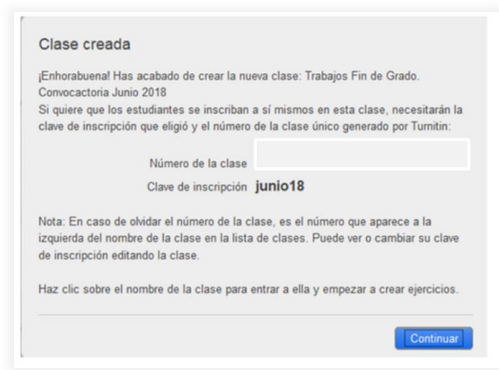 Clase creada
¡Enhorabuena! Has acabado de crear la nueva clase: Trabajos Fin de Grado.
Convocactoria Junio 2018
Si quiere que los estudiantes se inscriban a sí mismos en esta clase, necesitarán la
clave de inscripción que eligió y el número de la clase único generado por Turnitin:
Número de la clase
Clave de inscripción junio18
Nota: En caso de olvidar el número de la clase, es el número que aparece a la
izquierda del nombre de la clase en la lista de clases. Puede ver o cambiar su clave
de inscripción editando la clase.
Haz clic sobre el nombre de la clase para entrar a ella y empezar a crear ejercicios.
Continuar